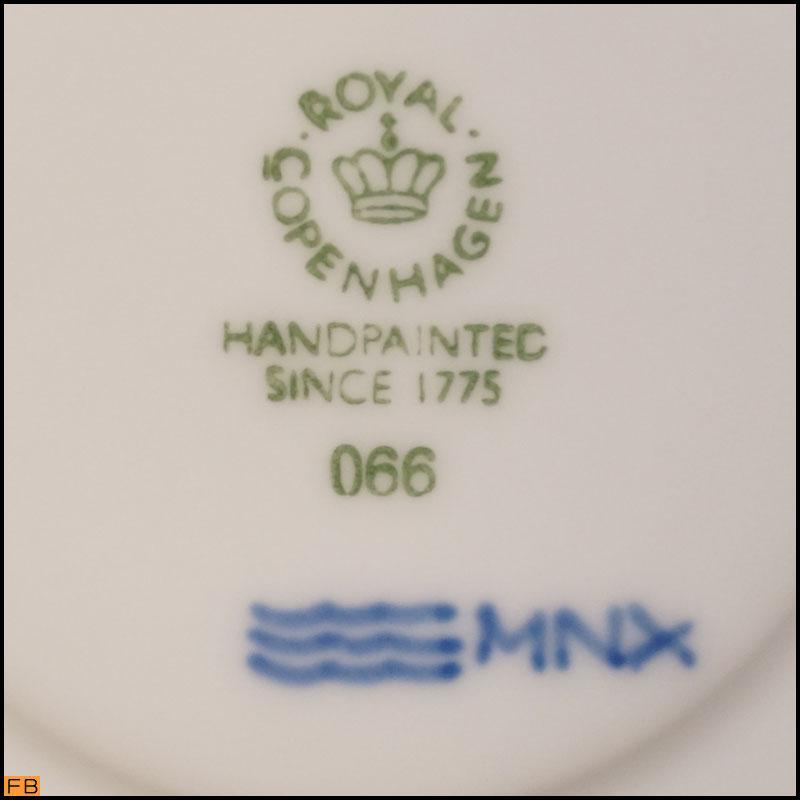 ROYAL
COPENHAGEN
HANDPAINTED
SINCE 1775
066
MNX
FB